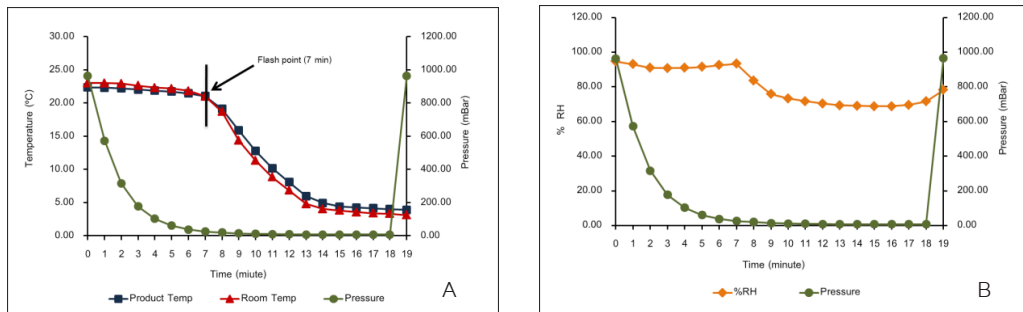 30.00
25.00
20.00
15.00
10.00
5.00
0.00
Temperature (ºC)
1200.00
1000.00
800.00
600.00
400.00
200.00
0.00
Pressure (mBar)
Flash point (7 min)
0 1 2 3 4 5 6 7 8 9 10 11 12 13 14 15 16 17 18 19
Time (miute)
Product Temp Room Temp Pressure
A
120.00
100.00
80.00
60.00
40.00
20.00
0.00
% RH
1200.00
1000.00
800.00
600.00
400.00
200.00
0.00
Pressure (mBar)
0 1 2 3 4 5 6 7 8 9 10 11 12 13 14 15 16 17 18 19
Time (minute)
%RH Pressure
B